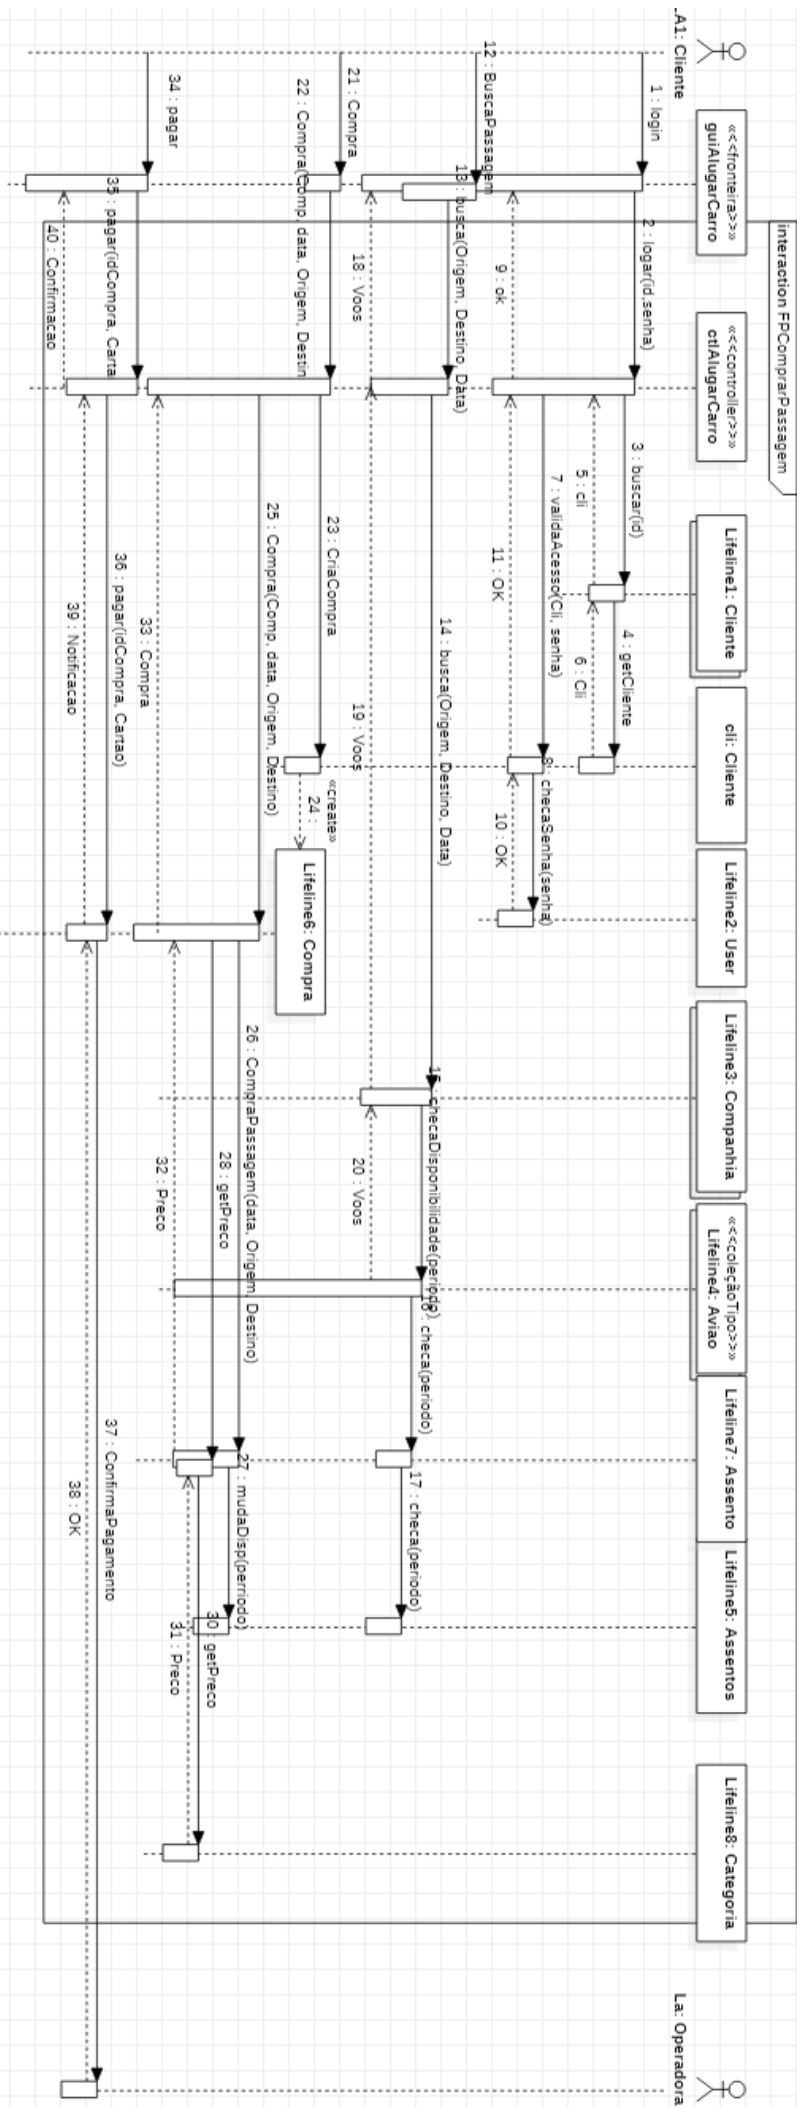 interaction FPComprarPassagem
A1: Cliente
«<<fronteira>>»
guiAlugarCarro
«<<controller>>»
ctlAlugarCarro
Lifeline1: Cliente
cli: Cliente
Lifeline2: User
Lifeline3: Companhia
«<<coleçãoTipo>>»
Lifeline4: Aviao
Lifeline7: Assento
Lifeline5: Assentos
Lifeline8: Categoria
La: Operadora
1 : login
2 : logar(id,senha)
3 : buscar(id)
4 : getCliente
5 : cli
6 : Cli
7 : validaAcesso(Cli, senha)
8 : checaSenha(senha)
9 : ok
10 : OK
11 : OK
12 : BuscaPassagem
13 : busca(Origem, Destino, Data)
14 : busca(Origem, Destino, Data)
15 : checaDisponibilidade(periodo)
16 : checa(periodo)
17 : checa(periodo)
18 : Voos
19 : Voos
20 : Voos
21 : Compra
22 : Compra(Comp, data, Origem, Destin
23 : CriaCompra
«create»
24 :
Lifeline6: Compra
25 : Compra(Comp, data, Origem, Destino)
26 : CompraPassagem(data, Origem, Destino)
27 : mudaDisp(perriodo)
28 : getPreco
30 : getPreco
31 : Preco
32 : Preco
33 : Compra
34 : pagar
35 : pagar(idCompra, Carta
36 : pagar(idCompra, Cartao)
37 : ConfirmaPagamento
38 : OK
39 : Notificacao
40 : Confirmacao